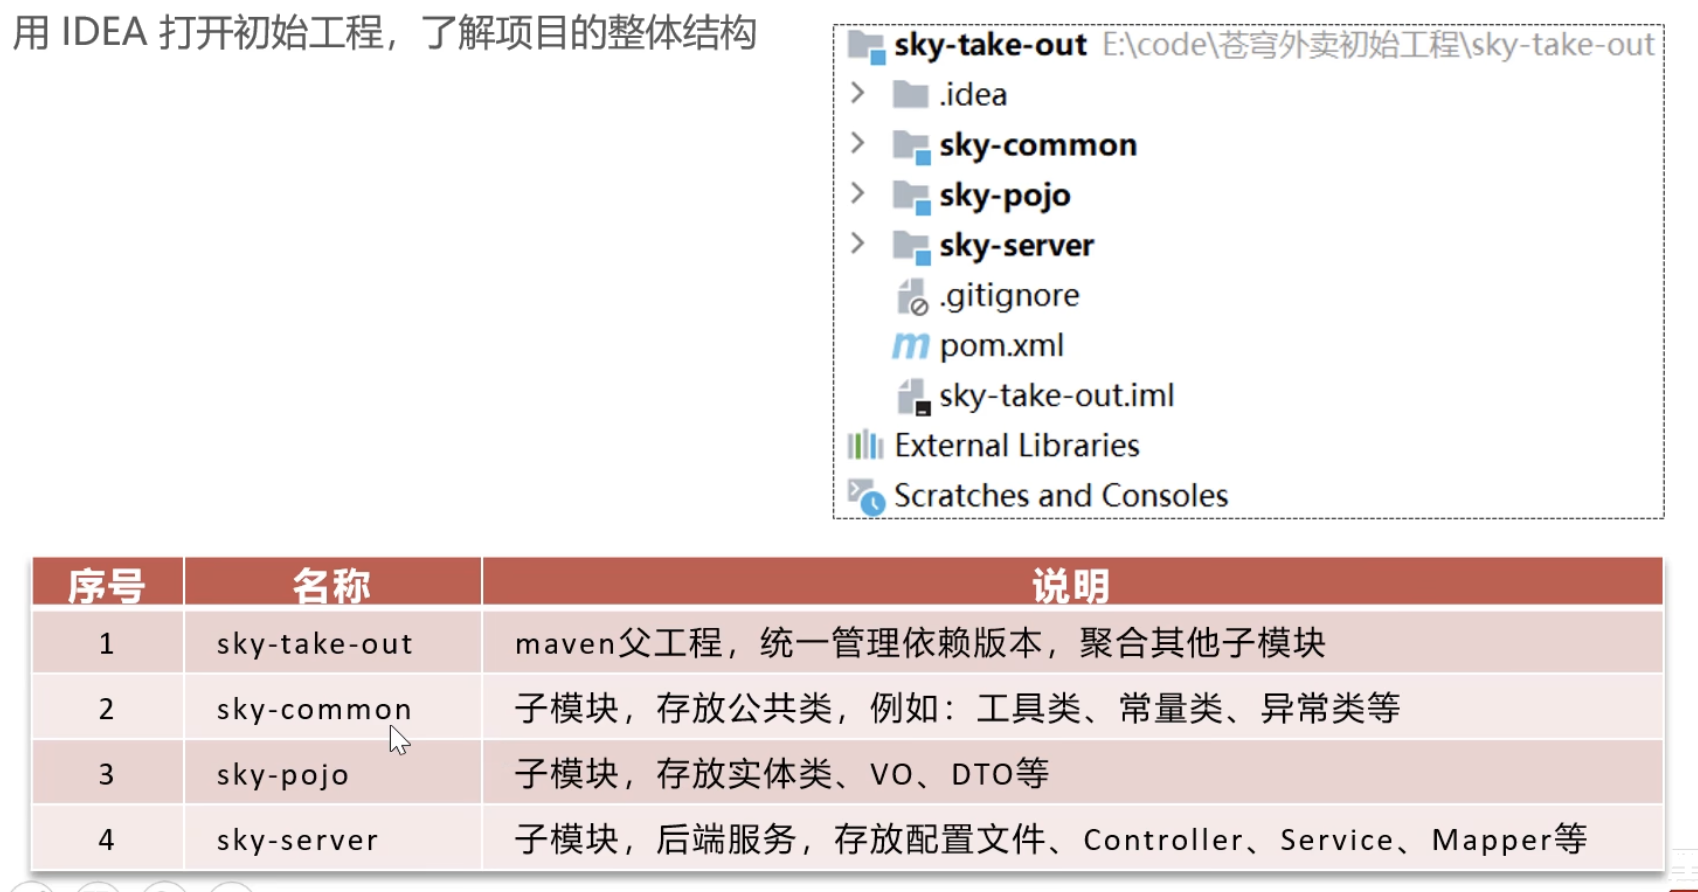 用 IDEA 打开初始工程，了解项目的整体结构
sky-take-out E:\code\苍穹外卖初始工程\sky-take-out
.idea
sky-common
sky-pojo
sky-server
.gitignore
pom.xml
sky-take-out.iml
External Libraries
Scratches and Consoles
序号 名称 说明
1 sky-take-out maven父工程，统一管理依赖版本，聚合其他子模块
2 sky-common 子模块，存放公共类，例如：工具类、常量类、异常类等
3 sky-pojo 子模块，存放实体类、VO、DTO等
4 sky-server 子模块，后端服务，存放配置文件、Controller、Service、Mapper等